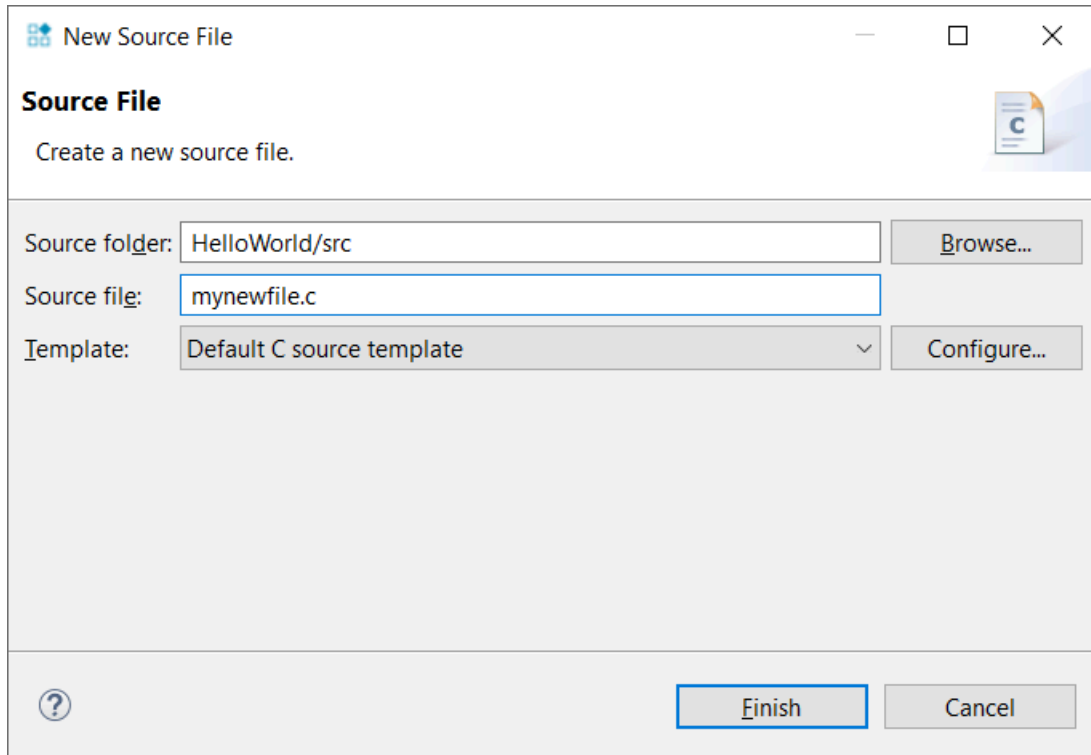 New Source File
Source File
Create a new source file.
C
Source folder: HelloWorld/src Browse...
Source file: mynewfile.c
Template: Default C source template Configure...
?
Finish Cancel